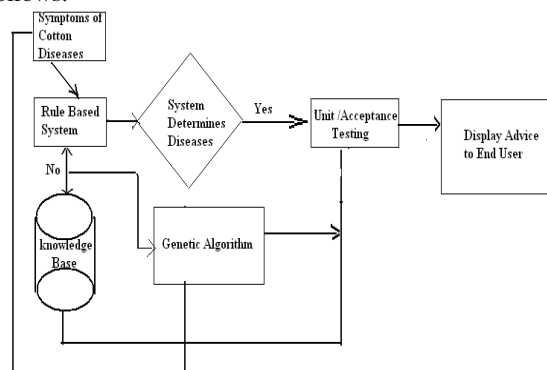 Symptoms of
Cotton
Diseases
Rule Based
System
System
Determines
Diseases
Yes
Unit /Acceptance
Testing
Display Advice
to End User
No
knowledge
Base
Genetic Algorithm